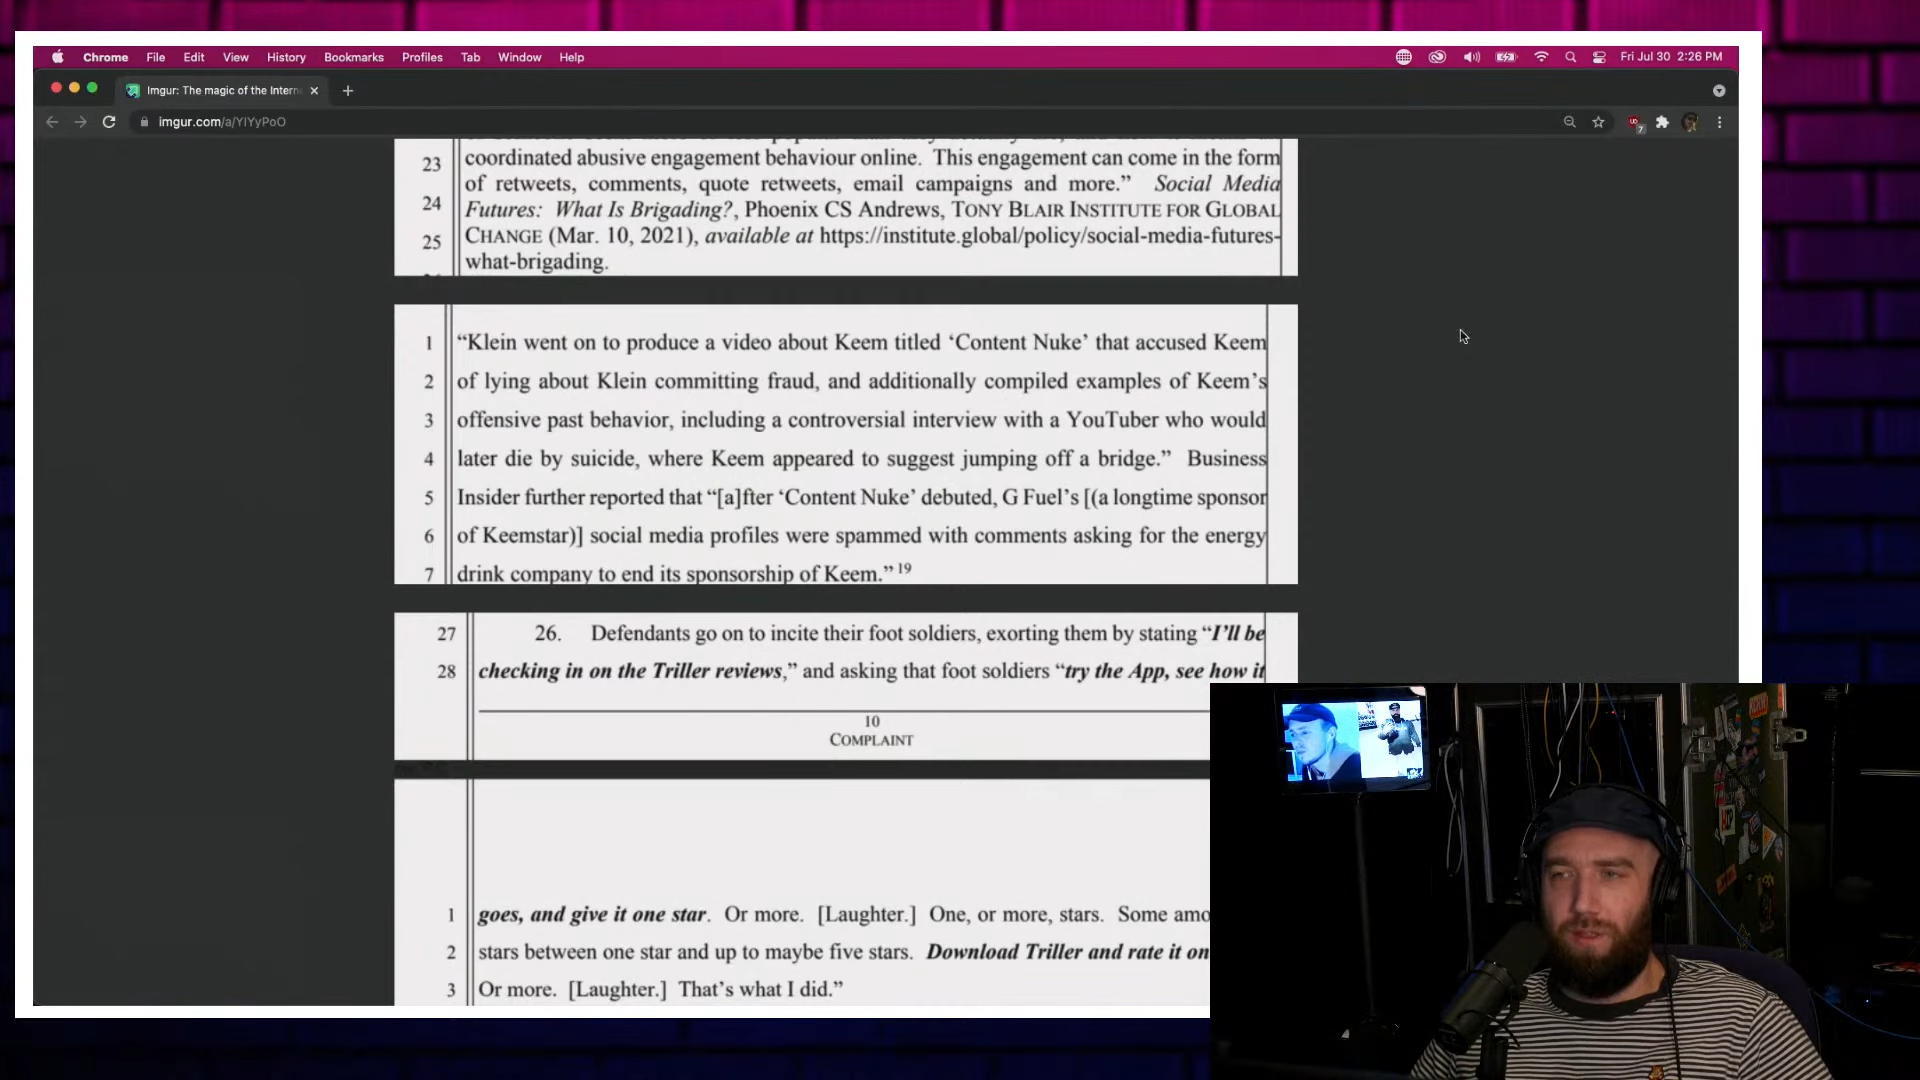 Chrome File Edit View History Bookmarks Profiles Tab Window Help Fri Jul 30 2:26 PM
Imgur: The magic of the Intern
imgur.com/a/YIYyPoO
23 coordinated abusive engagement behaviour online. This engagement can come in the form
of retweets, comments, quote retweets, email campaigns and more.” Social Media
24 Futures: What Is Brigading?, Phoenix CS Andrews, TONY BLAIR INSTITUTE FOR GLOBAL
25 CHANGE (Mar. 10, 2021), available at https://institute.global/policy/social-media-futures-
what-brigading.
1 “Klein went on to produce a video about Keem titled ‘Content Nuke’ that accused Keem
2 of lying about Klein committing fraud, and additionally compiled examples of Keem’s
3 offensive past behavior, including a controversial interview with a YouTuber who would
4 later die by suicide, where Keem appeared to suggest jumping off a bridge.” Business
5 Insider further reported that “[a]fter ‘Content Nuke’ debuted, G Fuel’s [(a longtime sponsor
6 of Keemstar)] social media profiles were spammed with comments asking for the energy
7 drink company to end its sponsorship of Keem.” 19
27 26. Defendants go on to incite their foot soldiers, exorting them by stating “I’ll be
28 checking in on the Triller reviews,” and asking that foot soldiers “try the App, see how it
10
COMPLAINT
1 goes, and give it one star. Or more. [Laughter.] One, or more, stars. Some amo
2 stars between one star and up to maybe five stars. Download Triller and rate it on
3 Or more. [Laughter.] That’s what I did.”